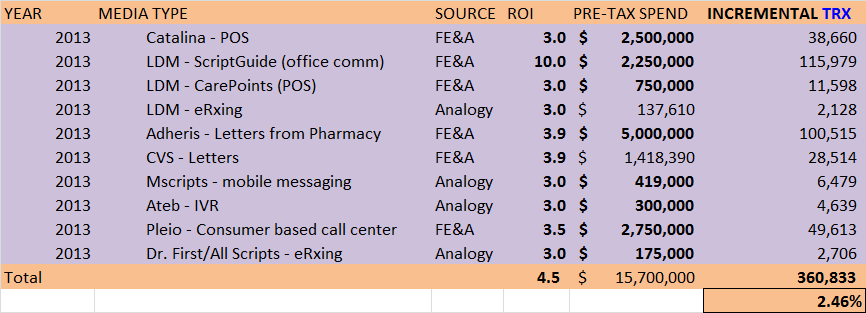 YEAR MEDIA TYPE SOURCE ROI PRE-TAX SPEND INCREMENTAL TRX
2013 Catalina - POS FE&A 3.0 $ 2,500,000 38,660
2013 LDM - ScriptGuide (office comm) FE&A 10.0 $ 2,250,000 115,979
2013 LDM - CarePoints (POS) FE&A 3.0 $ 750,000 11,598
2013 LDM - eRxing Analogy 3.0 $ 137,610 2,128
2013 Adheris - Letters from Pharmacy FE&A 3.9 $ 5,000,000 100,515
2013 CVS - Letters FE&A 3.9 $ 1,418,390 28,514
2013 Mscripts - mobile messaging Analogy 3.0 $ 419,000 6,479
2013 Ateb - IVR Analogy 3.0 $ 300,000 4,639
2013 Pleio - Consumer based call center FE&A 3.5 $ 2,750,000 49,613
2013 Dr. First/All Scripts - eRxing Analogy 3.0 $ 175,000 2,706
Total 4.5 $ 15,700,000 360,833
2.46%